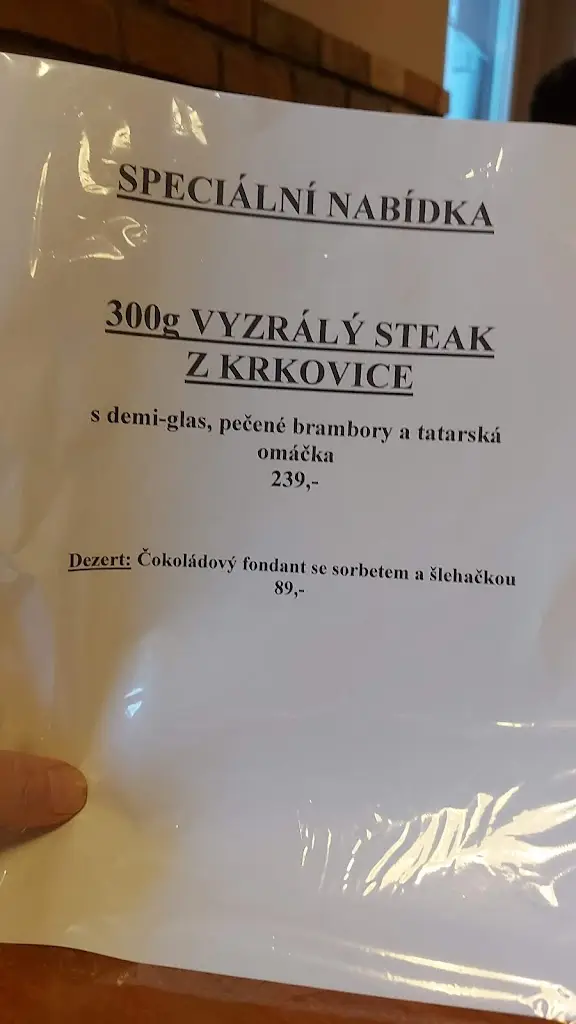 SPECIÁLNÍ NABÍDKA
300g VYZRÁLÝ STEAK
Z KRKOVICE
s demi-glas, pečené brambory a tatarská
omáčka
239,-
Dezert: Čokoládový fondant se sorbetem a šlehačkou
89,-